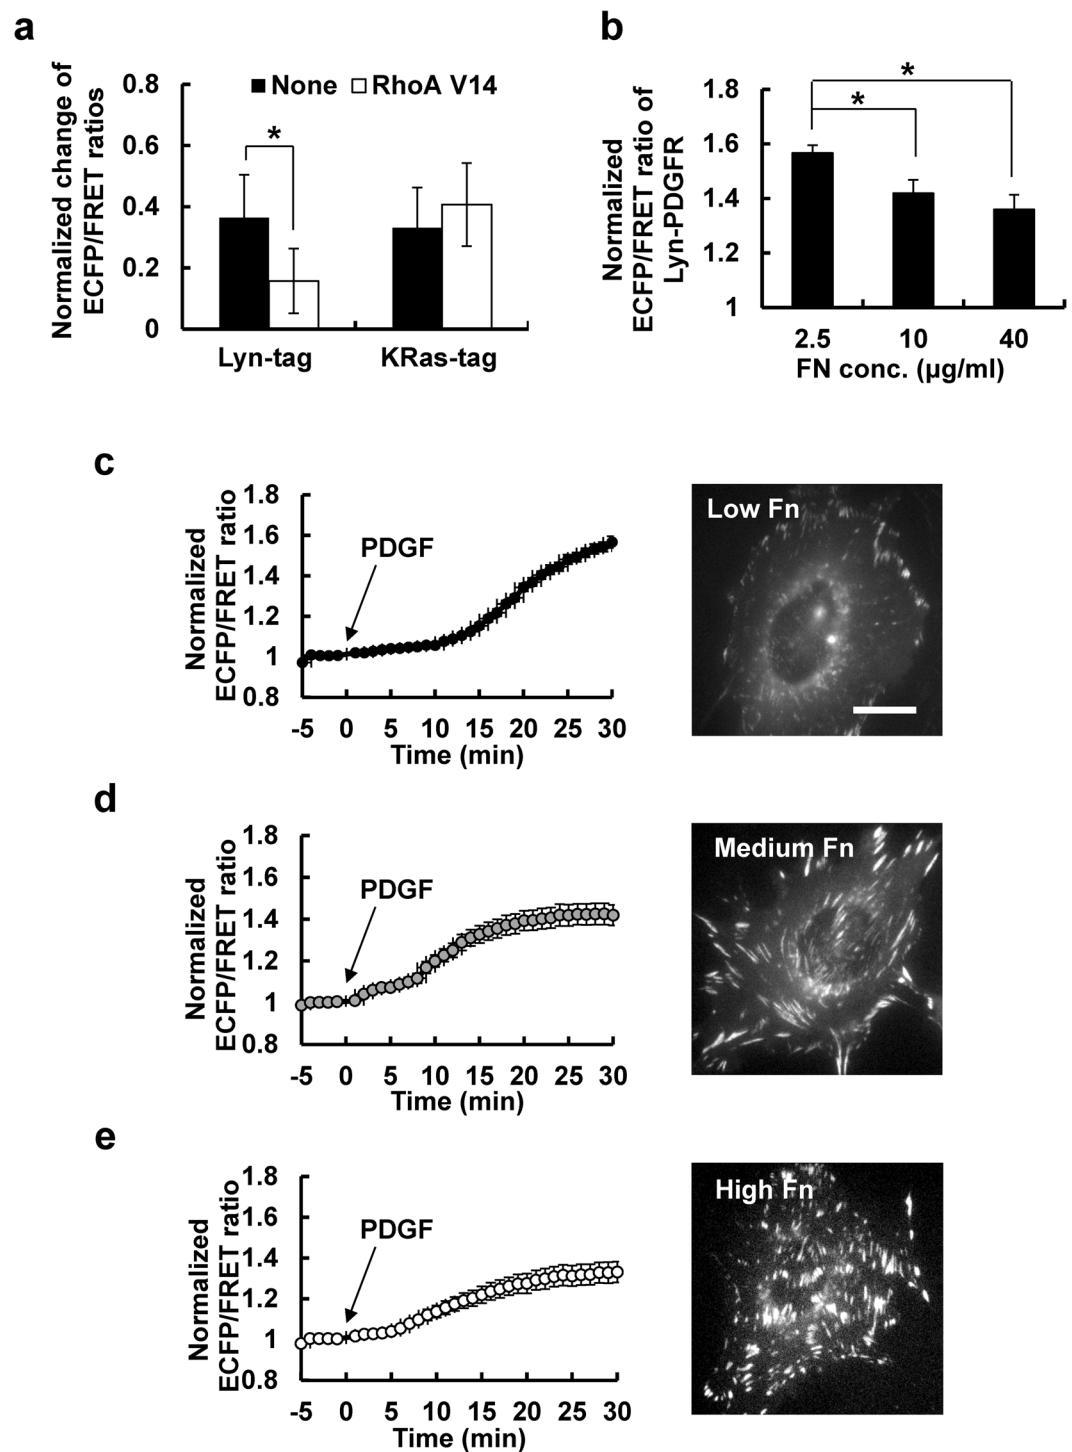 a
Normalized change of
ECFP/FRET ratios
0.8
0.6
0.4
0.2
0
None
RhoA V14
*
Lyn-tag
KRas-tag
b
Normalized
ECFP/FRET ratio of
Lyn-PDGFR
1.8
1.6
1.4
1.2
1
*
*
2.5
10
40
FN conc. (µg/ml)
c
Normalized
ECFP/FRET ratio
1.8
1.6
1.4
1.2
1
0.8
PDGF
-5 0 5 10 15 20 25 30
Time (min)
Low Fn
d
Normalized
ECFP/FRET ratio
1.8
1.6
1.4
1.2
1
0.8
PDGF
-5 0 5 10 15 20 25 30
Time (min)
Medium Fn
e
Normalized
ECFP/FRET ratio
1.8
1.6
1.4
1.2
1
0.8
PDGF
-5 0 5 10 15 20 25 30
Time (min)
High Fn